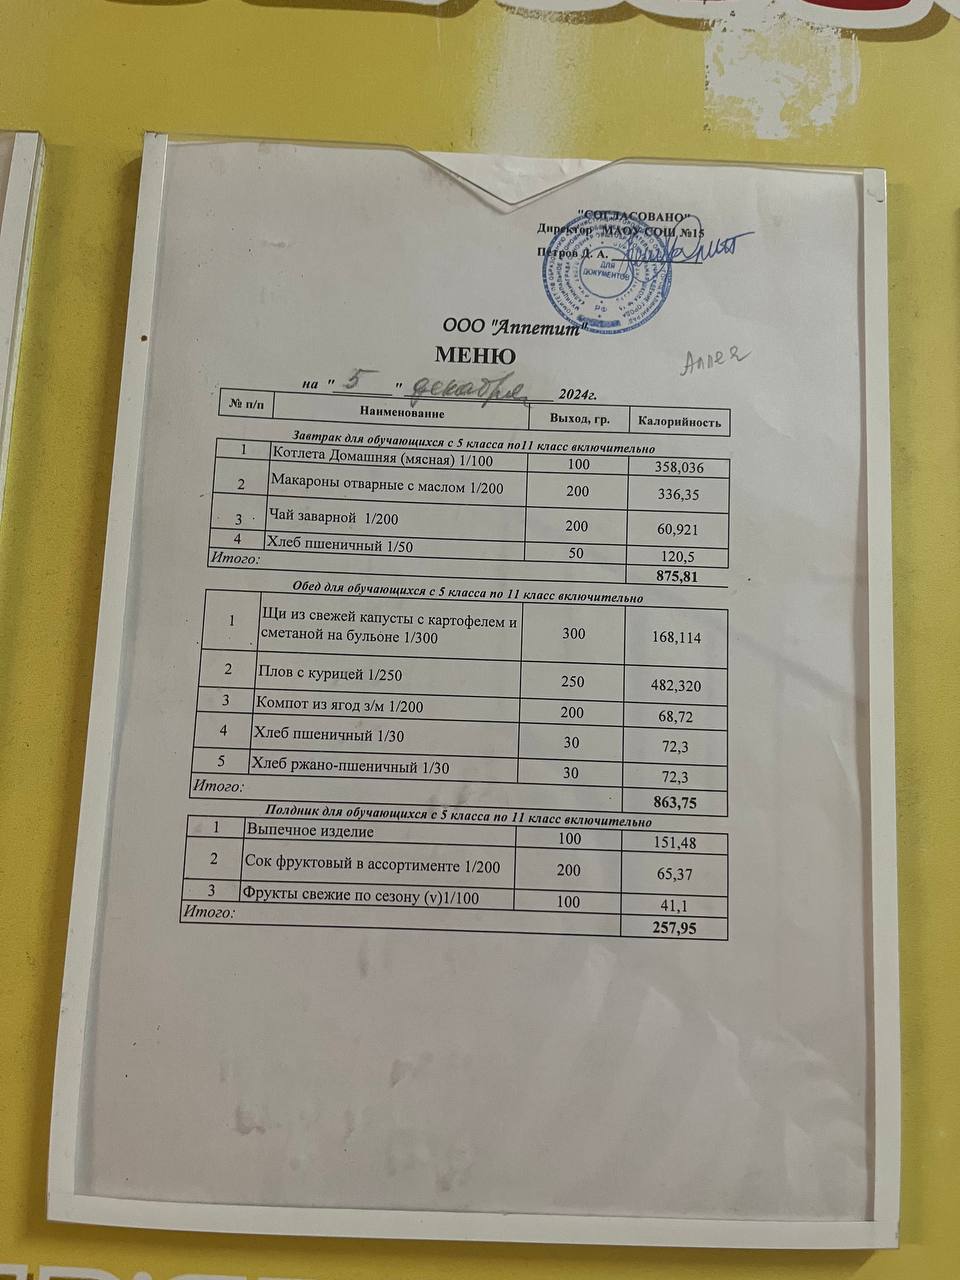 "СОГЛАСОВАНО"
Директор МАОУ СОШ №15
Петров Д. А.
ДЛЯ ДОКУМЕНТОВ
ООО "Аппетит"
МЕНЮ
Аллея
на " 5 " декабря 2024г.
№ п/п Наименование Выход, гр. Калорийность
Завтрак для обучающихся с 5 класса по11 класс включительно
1 Котлета Домашняя (мясная) 1/100 100 358,036
2 Макароны отварные с маслом 1/200 200 336,35
3 Чай заварной 1/200 200 60,921
4 Хлеб пшеничный 1/50 50 120,5
Итого: 875,81
Обед для обучающихся с 5 класса по 11 класс включительно
1 Щи из свежей капусты с картофелем и
сметаной на бульоне 1/300 300 168,114
2 Плов с курицей 1/250 250 482,320
3 Компот из ягод з/м 1/200 200 68,72
4 Хлеб пшеничный 1/30 30 72,3
5 Хлеб ржано-пшеничный 1/30 30 72,3
Итого: 863,75
Полдник для обучающихся с 5 класса по 11 класс включительно
1 Выпечное изделие 100 151,48
2 Сок фруктовый в ассортименте 1/200 200 65,37
3 Фрукты свежие по сезону (v)1/100 100 41,1
Итого: 257,95